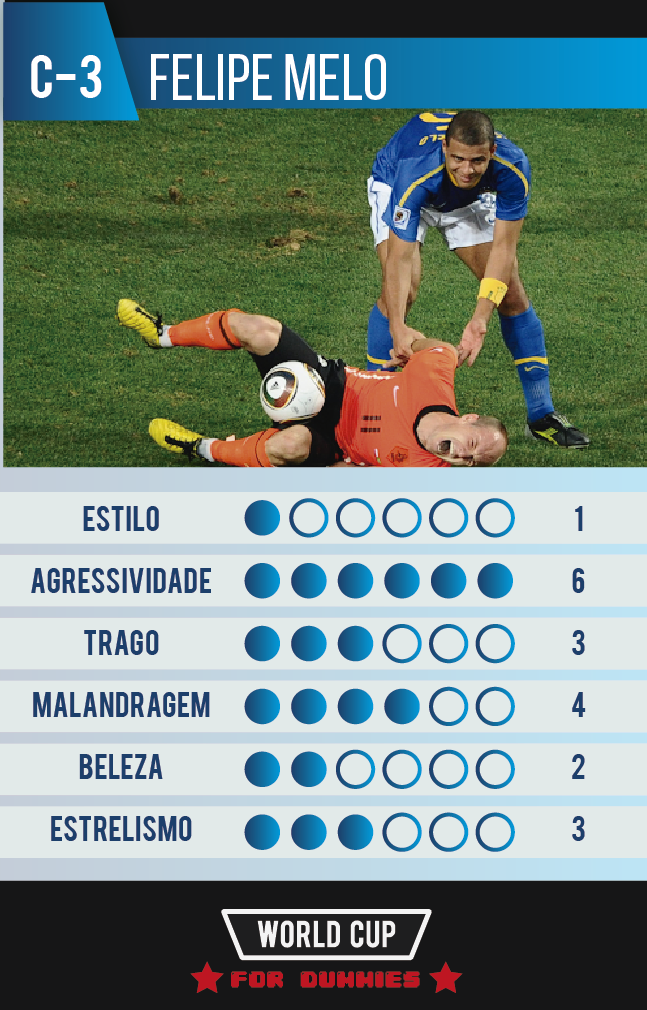 C-3 FELIPE MELO
ESTILO 1
AGRESSIVIDADE 6
TRAGO 3
MALANDRAGEM 4
BELEZA 2
ESTRELISMO 3
WORLD CUP
FOR DUMMIES